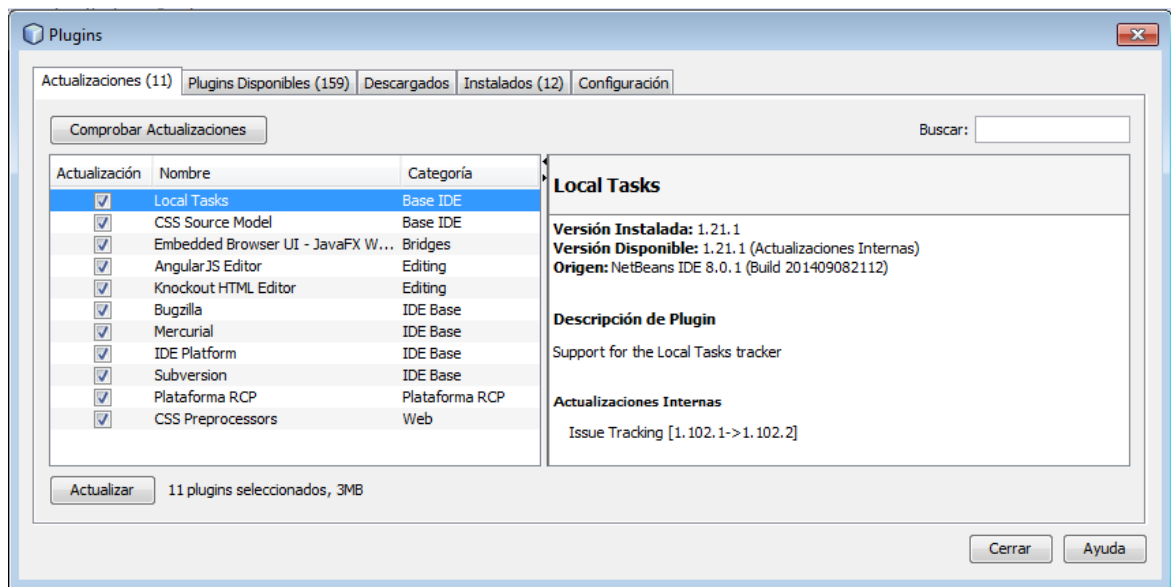 Plugins
Actualizaciones (11) Plugins Disponibles (159) Descargados Instalados (12) Configuración
Comprobar Actualizaciones Buscar:
Actualización Nombre Categoría
Local Tasks Base IDE
CSS Source Model Base IDE
Embedded Browser UI - JavaFX W... Bridges
AngularJS Editor Editing
Knockout HTML Editor Editing
Bugzilla IDE Base
Mercurial IDE Base
IDE Platform IDE Base
Subversion IDE Base
Plataforma RCP Plataforma RCP
CSS Preprocessors Web
Local Tasks
Versión Instalada: 1.21.1
Versión Disponible: 1.21.1 (Actualizaciones Internas)
Origen: NetBeans IDE 8.0.1 (Build 201409082112)
Descripción de Plugin
Support for the Local Tasks tracker
Actualizaciones Internas
Issue Tracking [1.102.1->1.102.2]
Actualizar 11 plugins seleccionados, 3MB
Cerrar Ayuda